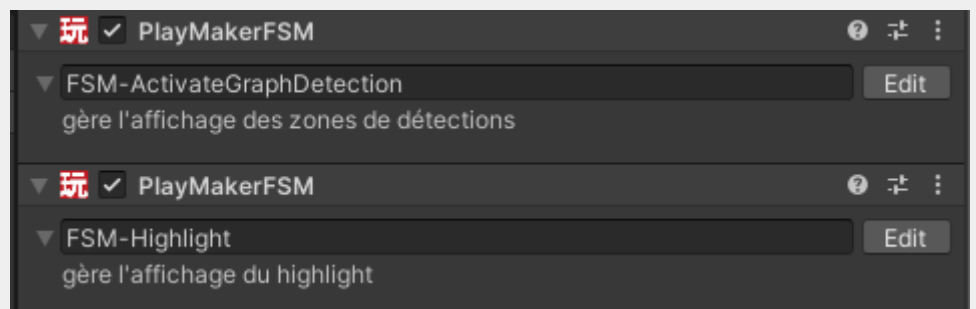 玩 PlayMakerFSM
FSM-ActivateGraphDetection Edit
gère l'affichage des zones de détections
玩 PlayMakerFSM
FSM-Highlight Edit
gère l'affichage du highlight